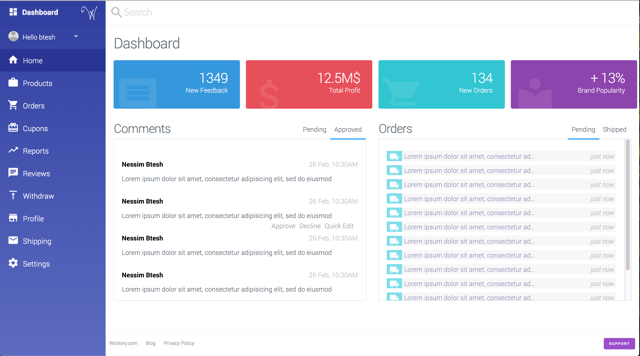 Dashboard
W
Search
Hello btesh
Home
Products
Orders
Cupons
Reports
Reviews
Withdraw
Profile
Shipping
Settings
Dashboard
1349
New Feedback
12.5M$
Total Profit
134
New Orders
+ 13%
Brand Popularity
Comments
Pending Approved
Nessim Btesh 26 Feb, 10:30AM
Lorem ipsum dolor sit amet, consectetur adipisicing elit, sed do eiusmod
Nessim Btesh 26 Feb, 10:30AM
Lorem ipsum dolor sit amet, consectetur adipisicing elit, sed do eiusmod
Approve Decline Quick Edit
Nessim Btesh 26 Feb, 10:30AM
Lorem ipsum dolor sit amet, consectetur adipisicing elit, sed do eiusmod
Nessim Btesh 26 Feb, 10:30AM
Lorem ipsum dolor sit amet, consectetur adipisicing elit, sed do eiusmod
Orders
Pending Shipped
Lorem ipsum dolor sit amet, consectetur ad... just now
Lorem ipsum dolor sit amet, consectetur ad... just now
Lorem ipsum dolor sit amet, consectetur ad... just now
Lorem ipsum dolor sit amet, consectetur ad... just now
Lorem ipsum dolor sit amet, consectetur ad... just now
Lorem ipsum dolor sit amet, consectetur ad... just now
Lorem ipsum dolor sit amet, consectetur ad... just now
Lorem ipsum dolor sit amet, consectetur ad... just now
Lorem ipsum dolor sit amet, consectetur ad... just now
Lorem ipsum dolor sit amet, consectetur ad... just now
Lorem ipsum dolor sit amet, consectetur ad... just now
Wickory.com Blog Privacy Policy
SUPPORT